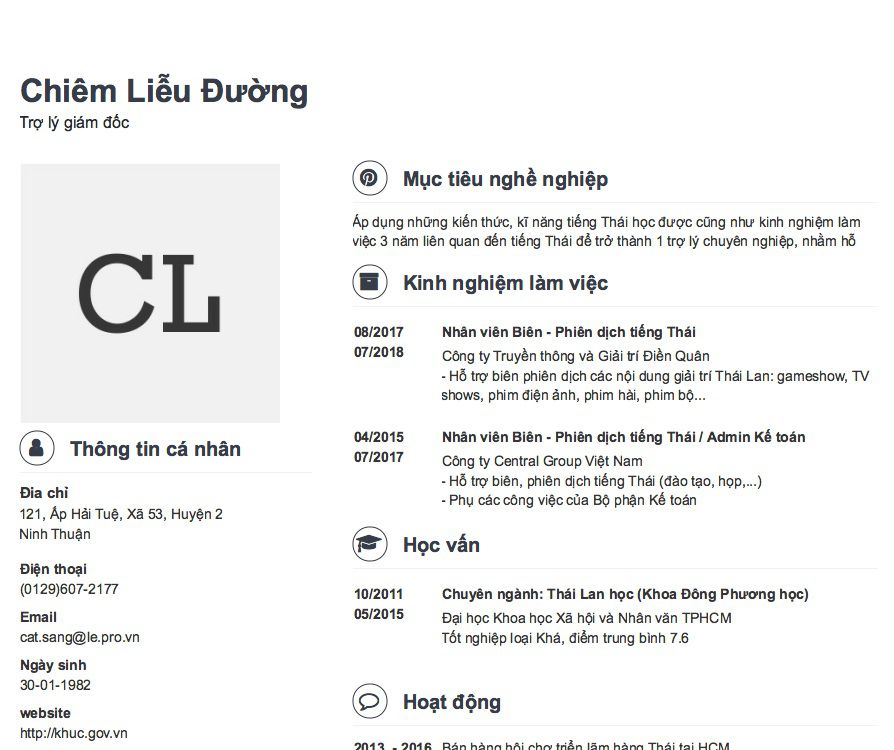 Chiêm Liễu Đường
Trợ lý giám đốc
CL
Thông tin cá nhân
Địa chỉ
121, Ấp Hải Tuệ, Xã 53, Huyện 2
Ninh Thuận
Điện thoại
(0129)607-2177
Email
cat.sang@le.pro.vn
Ngày sinh
30-01-1982
website
http://khuc.gov.vn
Mục tiêu nghề nghiệp
Áp dụng những kiến thức, kĩ năng tiếng Thái học được cũng như kinh nghiệm làm
việc 3 năm liên quan đến tiếng Thái để trở thành 1 trợ lý chuyên nghiệp, nhằm hỗ
Kinh nghiệm làm việc
08/2017 Nhân viên Biên - Phiên dịch tiếng Thái
07/2018 Công ty Truyền thông và Giải trí Điền Quân
- Hỗ trợ biên phiên dịch các nội dung giải trí Thái Lan: gameshow, TV
shows, phim điện ảnh, phim hài, phim bộ...
04/2015 Nhân viên Biên - Phiên dịch tiếng Thái / Admin Kế toán
07/2017 Công ty Central Group Việt Nam
- Hỗ trợ biên, phiên dịch tiếng Thái (đào tạo, họp,...)
- Phụ các công việc của Bộ phận Kế toán
Học vấn
10/2011 Chuyên ngành: Thái Lan học (Khoa Đông Phương học)
05/2015 Đại học Khoa học Xã hội và Nhân văn TPHCM
Tốt nghiệp loại Khá, điểm trung bình 7.6
Hoạt động
2013 - 2016 Bán hàng hội chợ triển lãm hàng Thái tại HCM